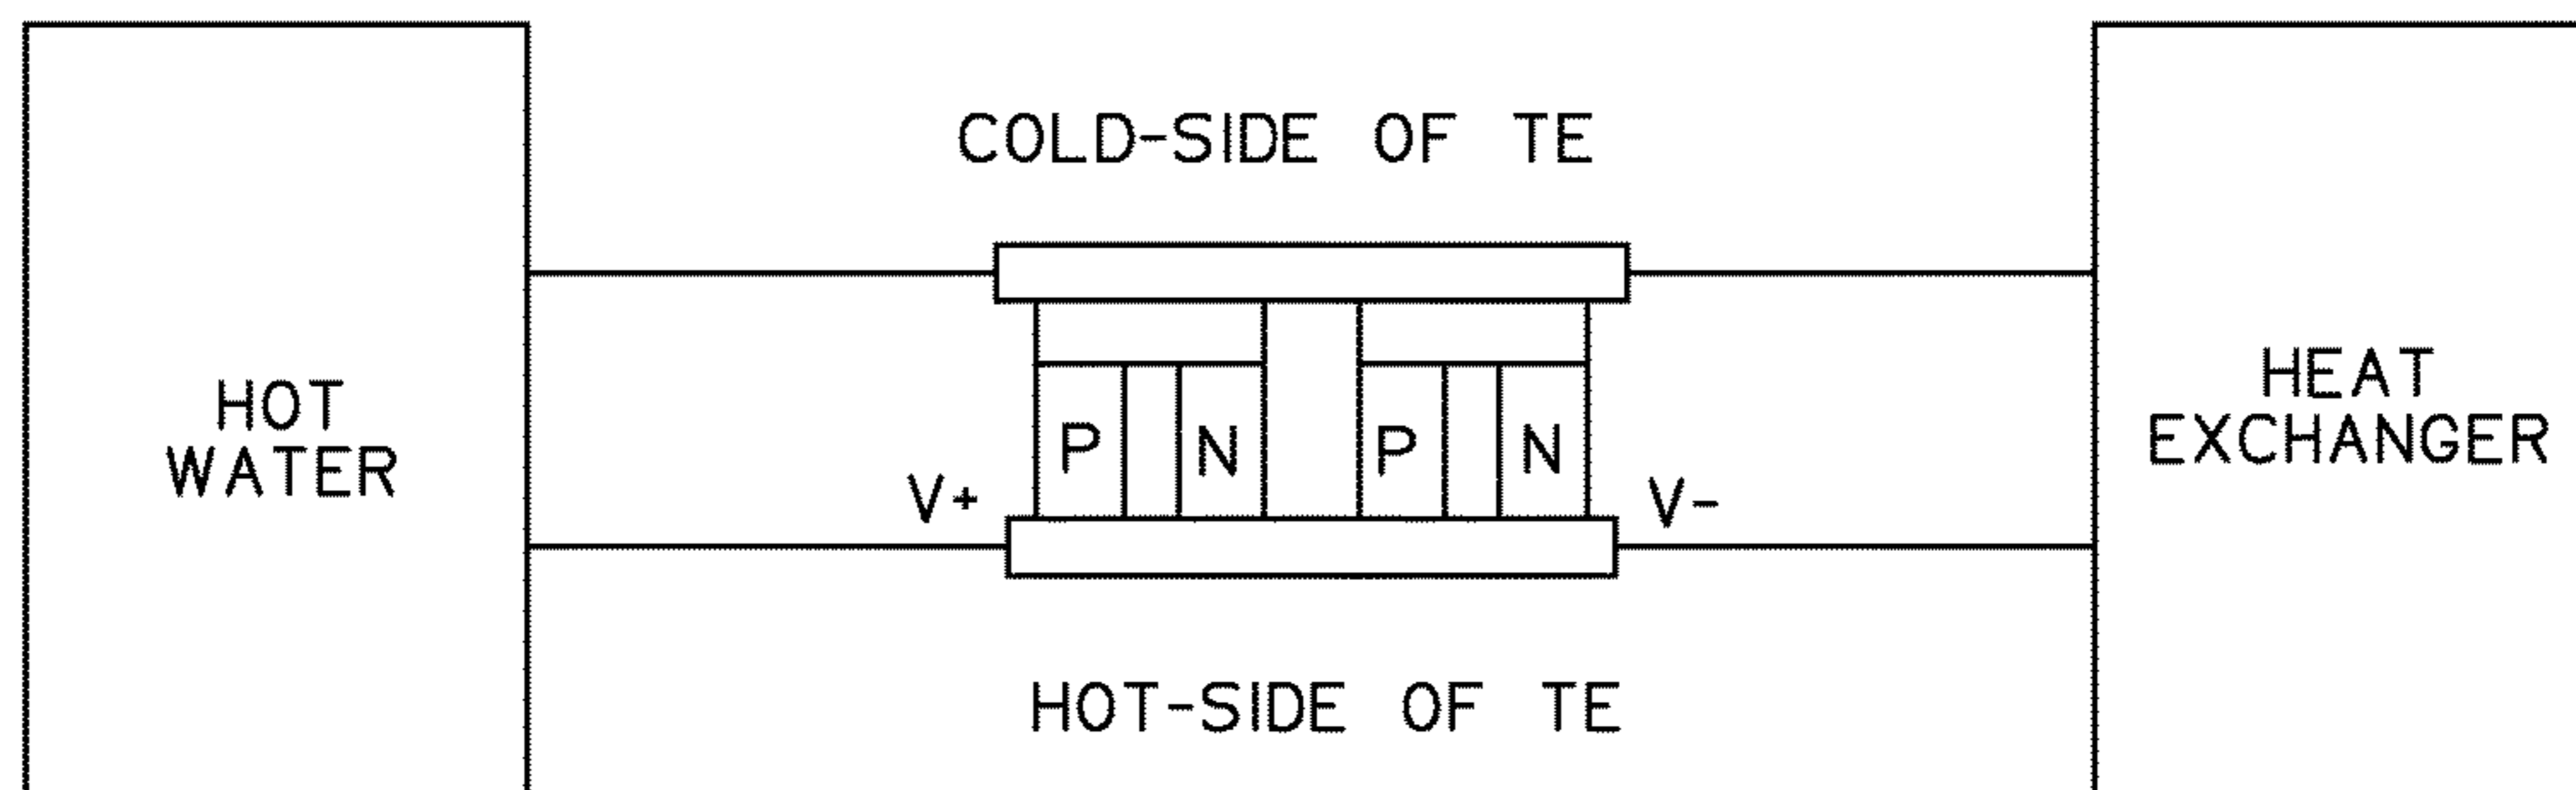 COLD-SIDE OF TE
HOT
WATER
V+
P
N
P
N
V-
HEAT
EXCHANGER
HOT-SIDE OF TE